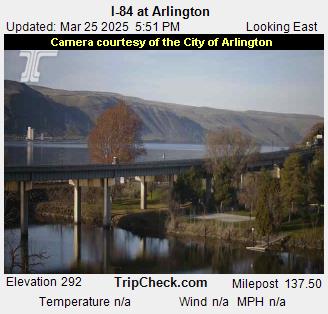 I-84 at Arlington
Updated: Mar 25 2025 5:51 PM Looking East
Camera courtesy of the City of Arlington
Elevation 292 TripCheck.com Milepost 137.50
Temperature n/a Wind n/a MPH n/a